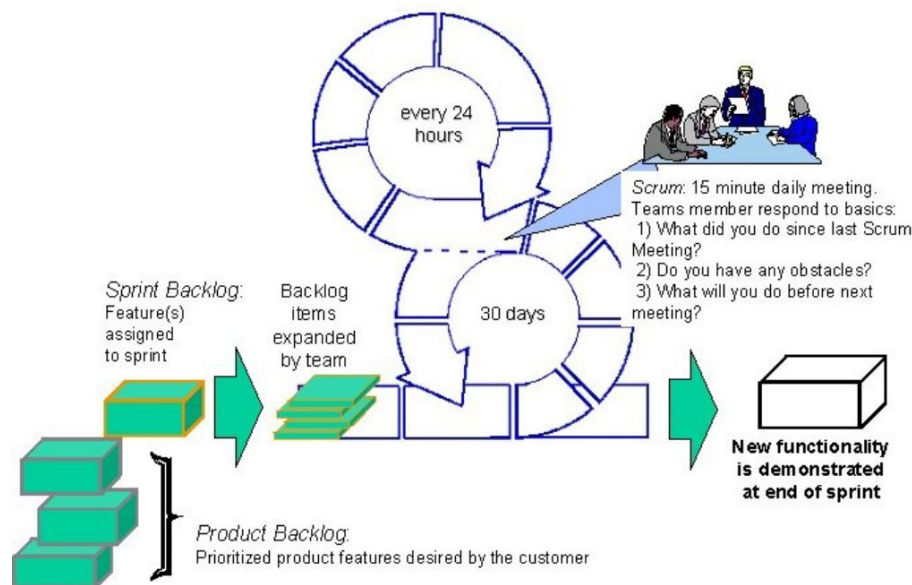 every 24
hours
Scrum: 15 minute daily meeting.
Teams member respond to basics:
1) What did you do since last Scrum
Meeting?
2) Do you have any obstacles?
3) What will you do before next
meeting?
Sprint Backlog:
Feature(s)
assigned
to sprint
Backlog
items
expanded
by team
30 days
New functionality
is demonstrated
at end of sprint
Product Backlog:
Prioritized product features desired by the customer